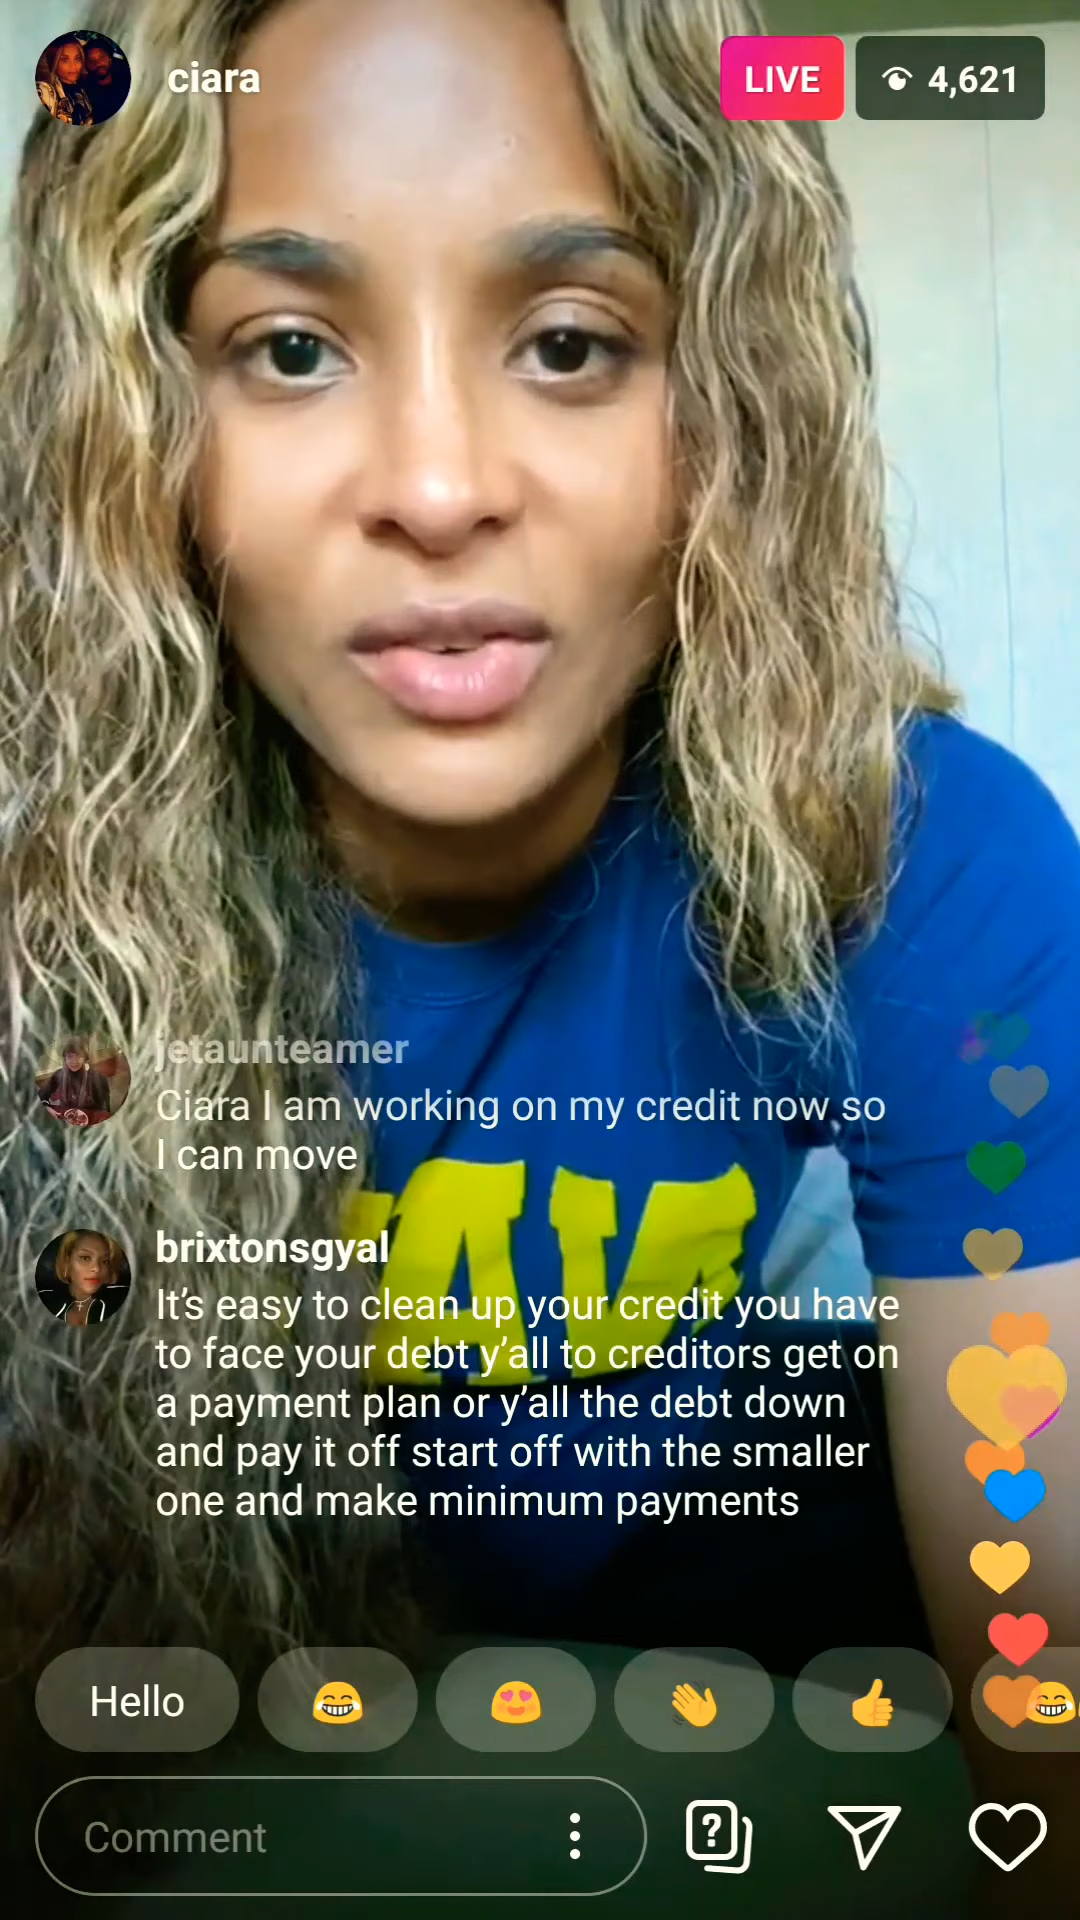 ciara
LIVE
4,621
jetaunteamer
Ciara I am working on my credit now so
I can move
brixtonsgyal
It’s easy to clean up your credit you have
to face your debt y’all to creditors get on
a payment plan or y’all the debt down
and pay it off start off with the smaller
one and make minimum payments
Hello
Comment